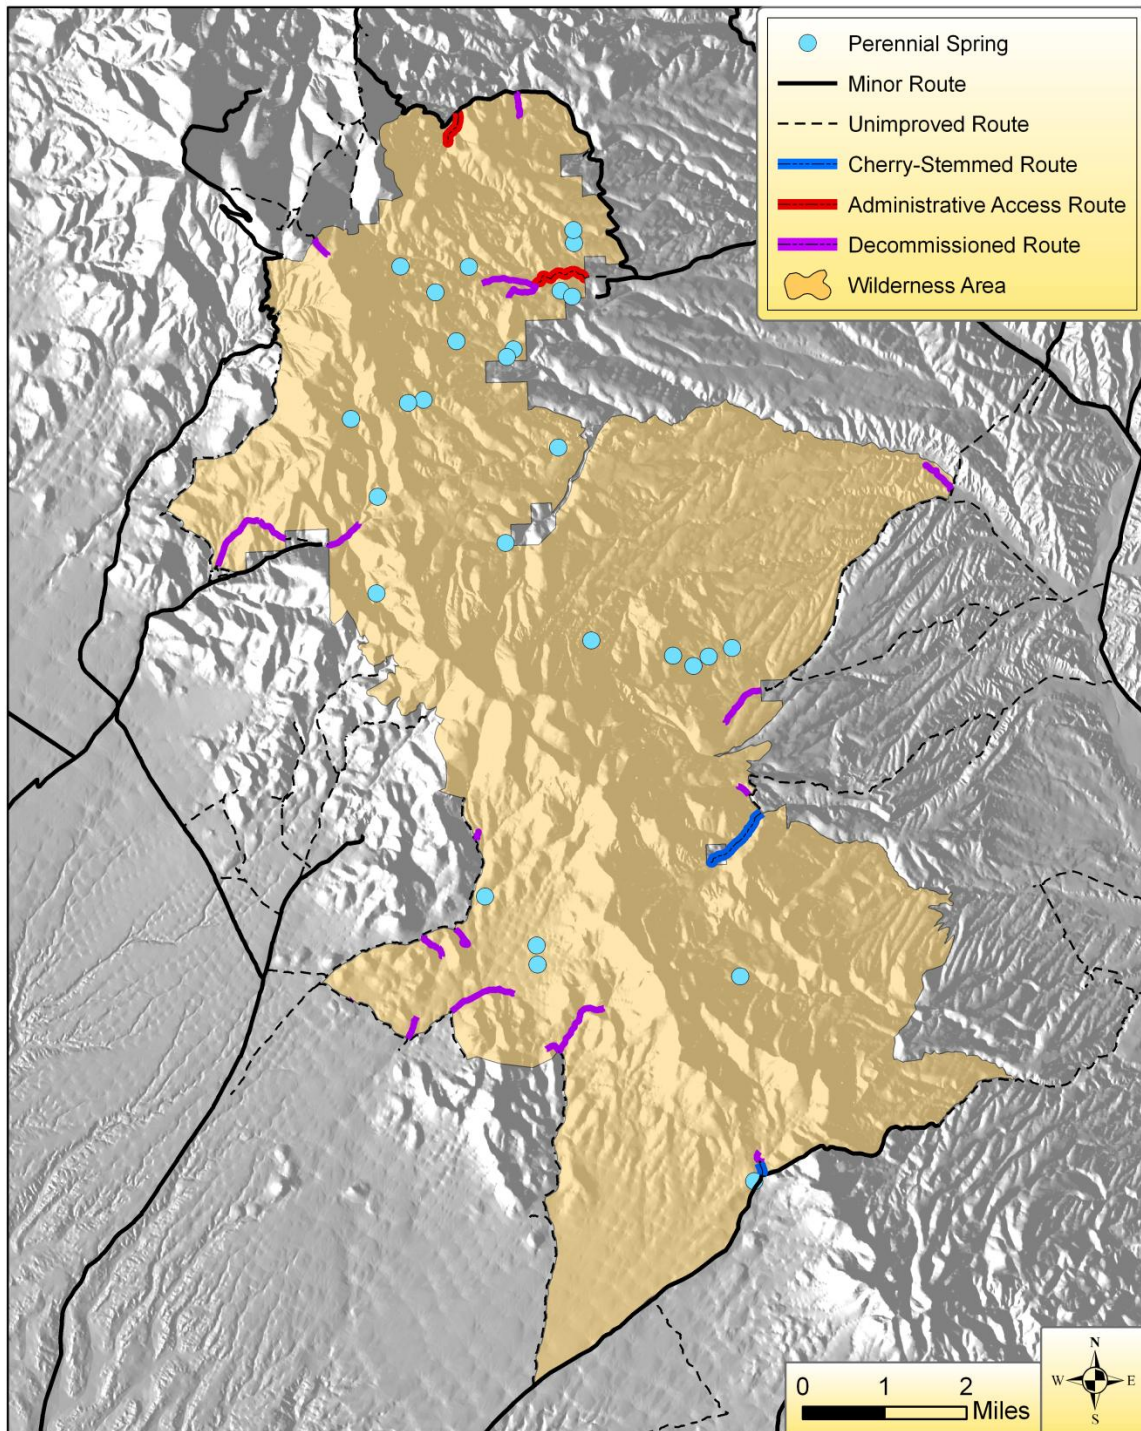 Perennial Spring
Minor Route
Unimproved Route
Cherry-Stemmed Route
Administrative Access Route
Decommissioned Route
Wilderness Area
0 1 2
Miles
N
W E
S